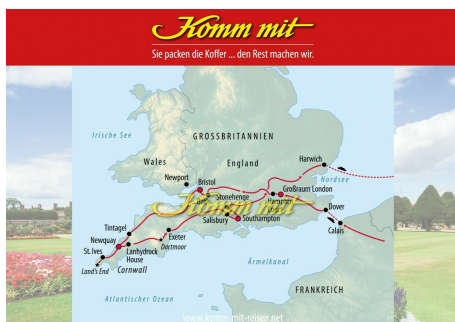 Komm mit
Sie packen die Koffer ... den Rest machen wir.
Irische See
GROSSBRITANNIEN
Wales
England
Harwich
Newport
Bristol
Nordsee
Stonehenge
Großraum London
Komm mit
Dover
Salisbury
Southampton
Calais
Tintagel
Newquay
Exeter
St. Ives
Lanhydrock
House
Dartmoor
Land's End
Cornwall
Ärmelkanal
Atlantischer Ozean
FRANKREICH
www.komm-mit-reisen.net